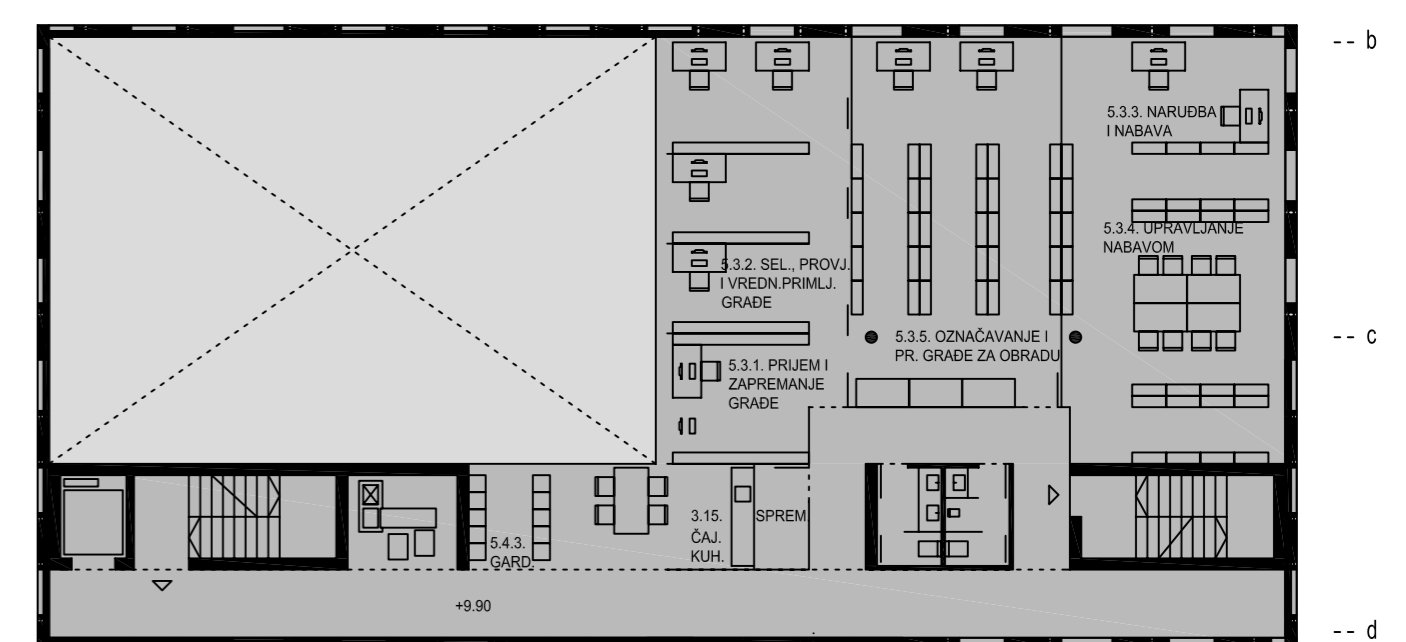 -- b
5.3.3. NARUĐBA
I NABAVA
5.3.4. UPRAVLJANJE
NABAVOM
5.3.2. SEL., PROVJ.
I VREDN.PRIMLJ.
GRAĐE
-- c
5.3.5. OZNAČAVANJE I
PR. GRAĐE ZA OBRADU
5.3.1. PRIJEM I
ZAPREMANJE
GRAĐE
3.15.
ČAJ.
KUH.
SPREM.
5.4.3.
GARD.
+9.90
-- d